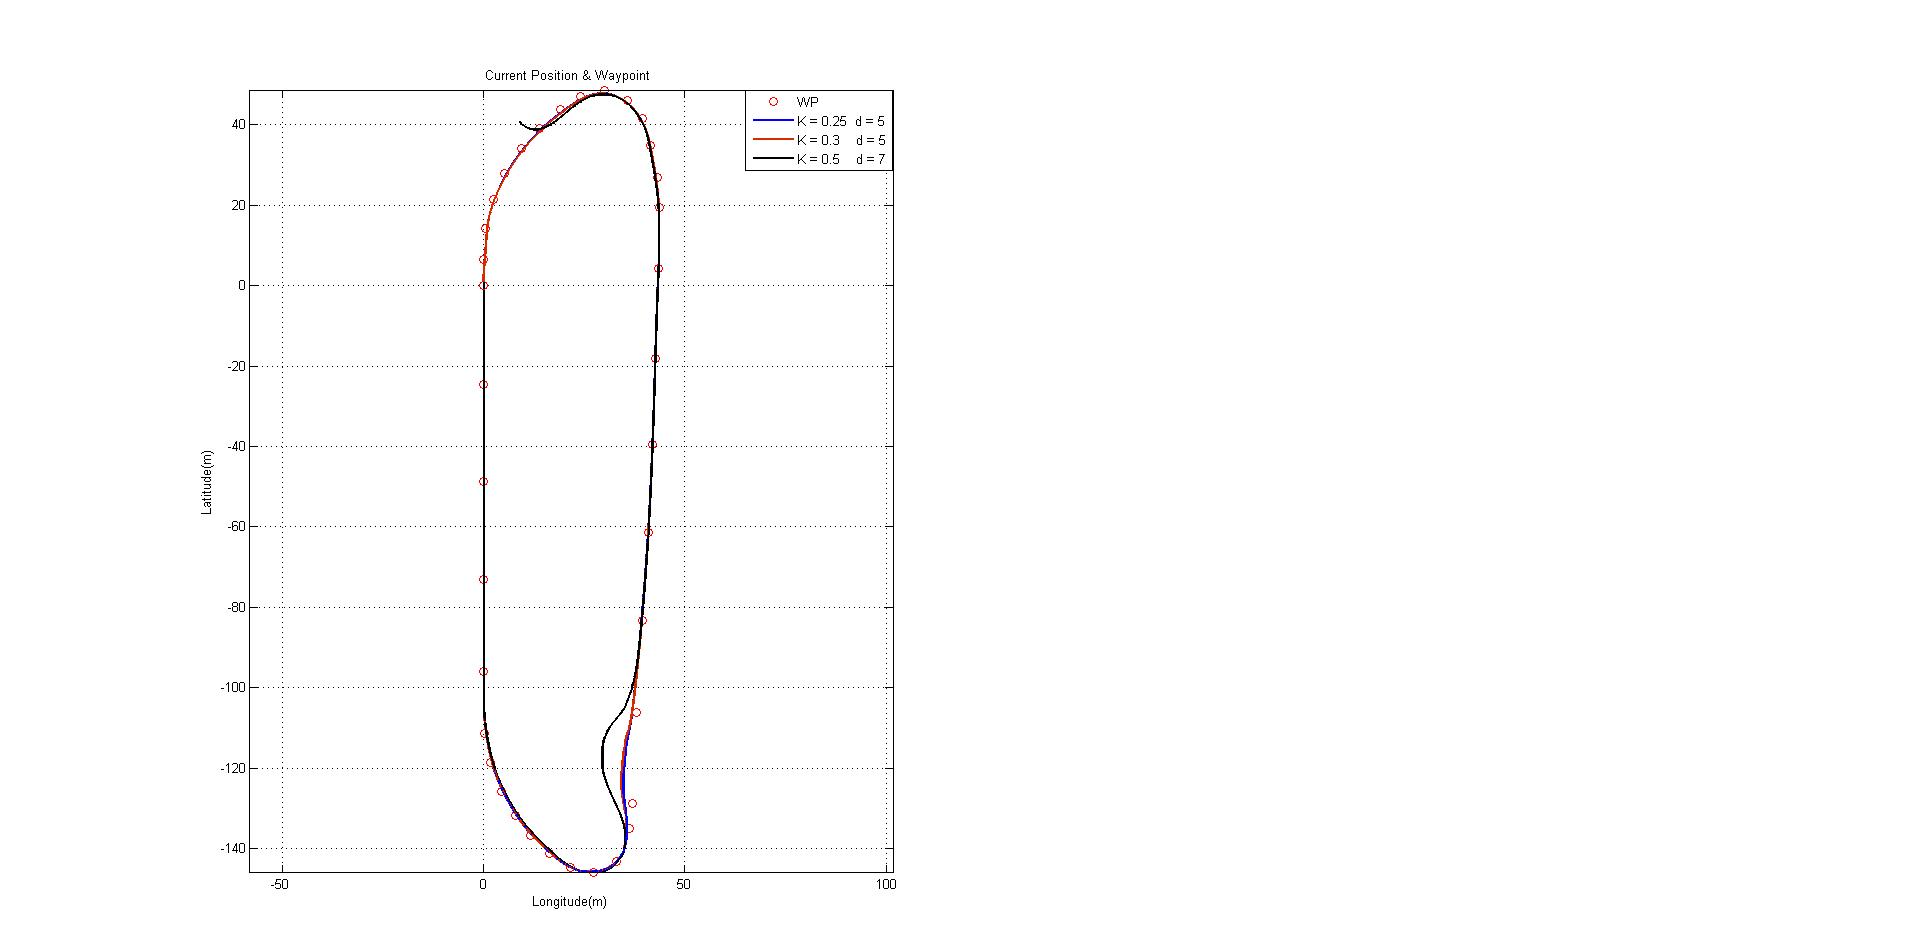 Current Position & Waypoint
WP
K = 0.25 d = 5
K = 0.3 d = 5
K = 0.5 d = 7
40
20
0
-20
-40
-60
-80
-100
-120
-140
Latitude(m)
-50 0 50 100
Longitude(m)